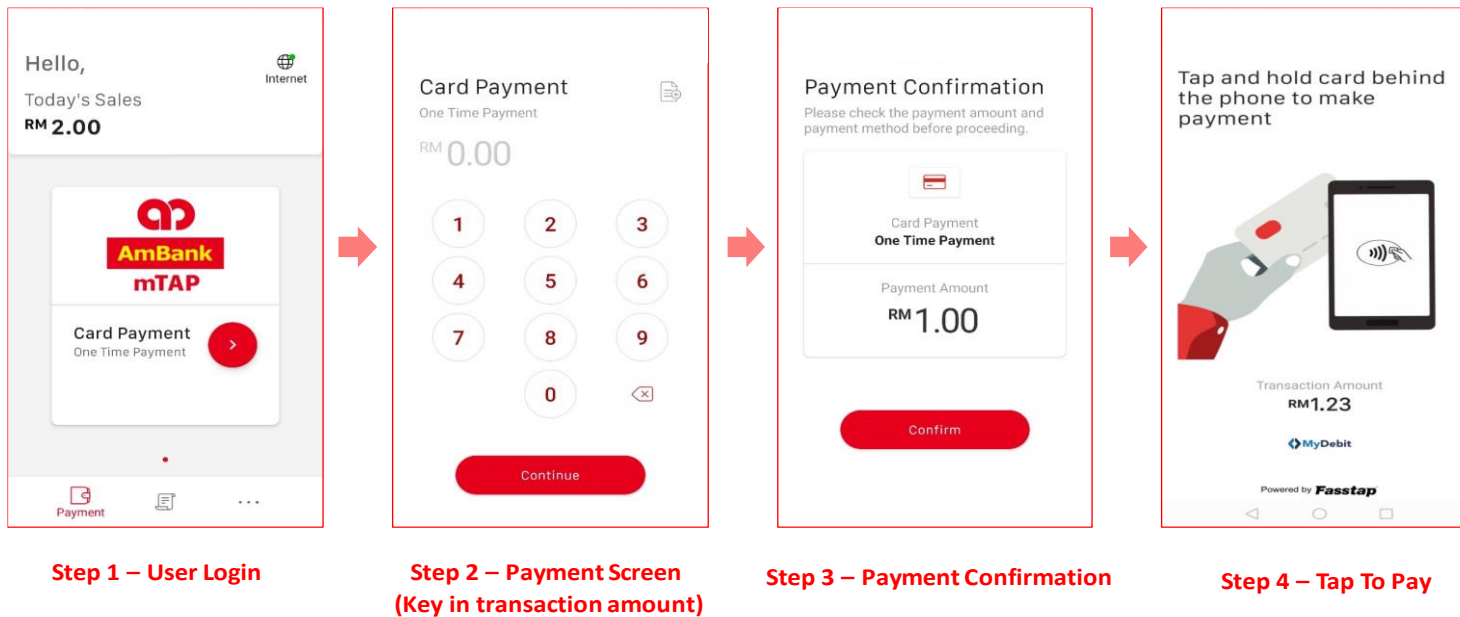 Hello,
Internet
Today's Sales
RM 2.00
AmBank
mTAP
Card Payment
One Time Payment
Payment
Step 1 – User Login
Card Payment
One Time Payment
RM 0.00
1 2 3
4 5 6
7 8 9
0
Continue
Step 2 – Payment Screen
(Key in transaction amount)
Payment Confirmation
Please check the payment amount and
payment method before proceeding.
Card Payment
One Time Payment
Payment Amount
RM 1.00
Confirm
Step 3 – Payment Confirmation
Tap and hold card behind
the phone to make
payment
Transaction Amount
RM1.23
MyDebit
Powered by Fasstap
Step 4 – Tap To Pay